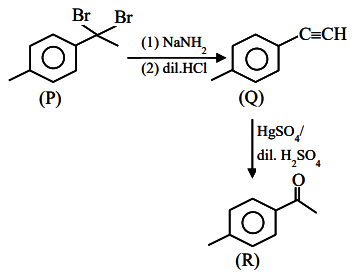 Br Br
(1) NaNH₂
(2) dil.HCl
C≡CH
(P)
(Q)
HgSO₄/
dil. H₂SO₄
O
(R)